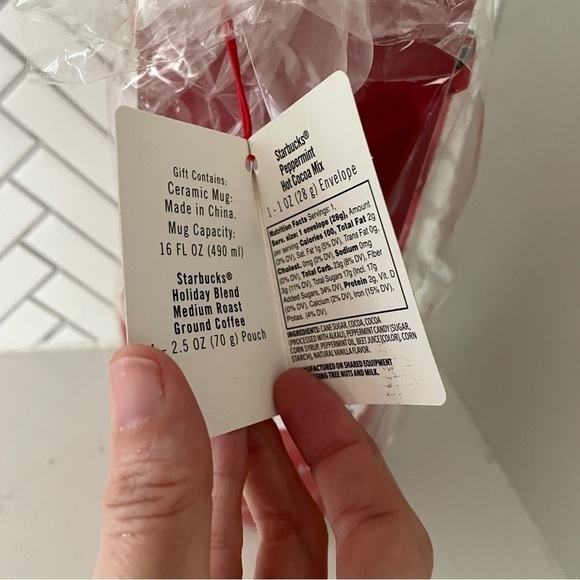 Gift Contains:
Ceramic Mug:
Made in China.
Mug Capacity:
16 FL OZ (490 ml)
Starbucks®
Holiday Blend
Medium Roast
Ground Coffee
1 - 2.5 OZ (70 g) Pouch
Starbucks®
Peppermint
Hot Cocoa Mix
1 - 1 OZ (28 g) Envelope
Nutrition Facts Servings: 1,
Serv. size: 1 envelope (28g), Amount
per serving: Calories 100, Total Fat 2g
(3% DV), Sat. Fat 1g (5% DV), Trans Fat 0g,
Cholest. 0mg (0% DV), Sodium 0mg
(0% DV), Total Carb. 23g (8% DV), Fiber
3g (11% DV), Total Sugars 17g (Incl. 17g
Added Sugars, 34% DV), Protein 2g, Vit. D
(0% DV), Calcium (2% DV), Iron (15% DV),
Potas. (4% DV).
INGREDIENTS: CANE SUGAR, COCOA, COCOA
(PROCESSED WITH ALKALI), PEPPERMINT CANDY (SUGAR,
CORN SYRUP, PEPPERMINT OIL, BEET JUICE [COLOR]), CORN
STARCH), NATURAL VANILLA FLAVOR.
MANUFACTURED ON SHARED EQUIPMENT
TREE NUTS AND MILK.